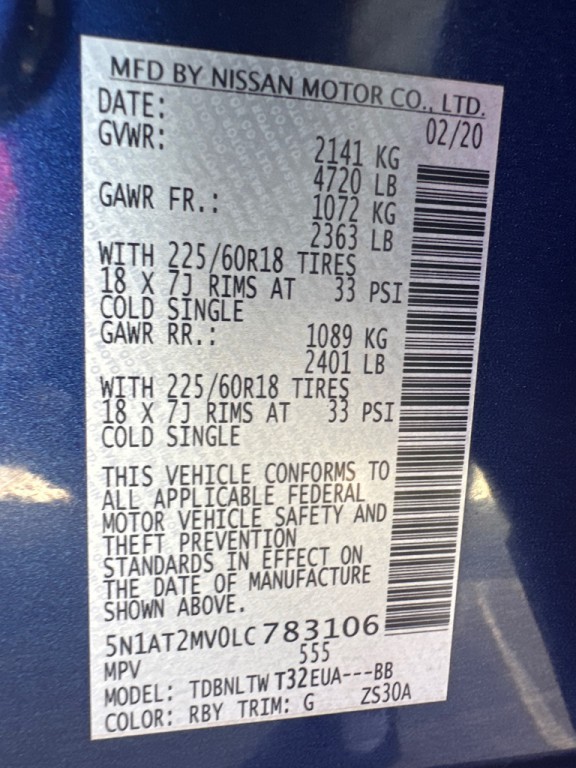 MFD BY NISSAN MOTOR CO., LTD.
DATE: 02/20
GVWR: 2141 KG
4720 LB
GAWR FR.: 1072 KG
2363 LB
WITH 225/60R18 TIRES
18 X 7J RIMS AT 33 PSI
COLD SINGLE
GAWR RR.: 1089 KG
2401 LB
WITH 225/60R18 TIRES
18 X 7J RIMS AT 33 PSI
COLD SINGLE
THIS VEHICLE CONFORMS TO
ALL APPLICABLE FEDERAL
MOTOR VEHICLE SAFETY AND
THEFT PREVENTION
STANDARDS IN EFFECT ON
THE DATE OF MANUFACTURE
SHOWN ABOVE.
5N1AT2MV0LC783106
MPV 555
MODEL: TDBNLTWT32EUA---BB
COLOR: RBY TRIM: G ZS30A